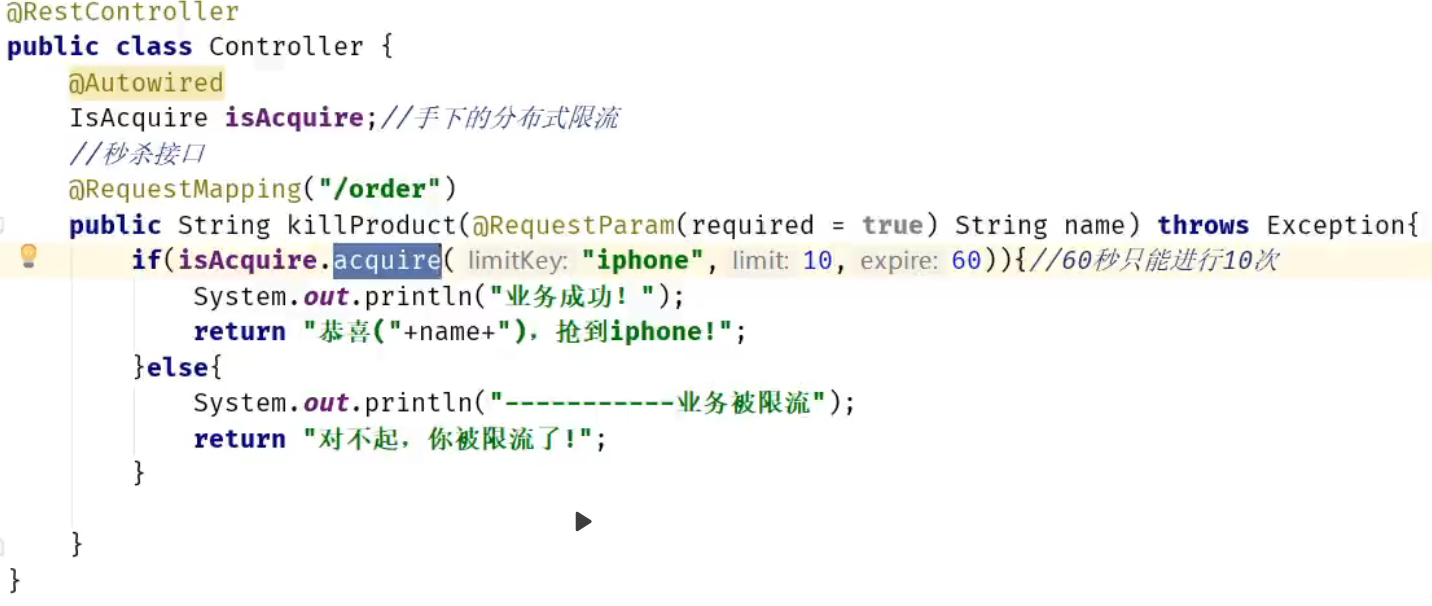 @RestController
public class Controller {
    @Autowired
    IsAcquire isAcquire;//手下的分布式限流
    //秒杀接口
    @RequestMapping("/order")
    public String killProduct(@RequestParam(required = true) String name) throws Exception{
        if(isAcquire.acquire( limitKey: "iphone", limit: 10, expire: 60)){//60秒只能进行10次
            System.out.println("业务成功！");
            return "恭喜("+name+")，抢到iphone!";
        }else{
            System.out.println("-----------业务被限流");
            return "对不起，你被限流了!";
        }
    }
}